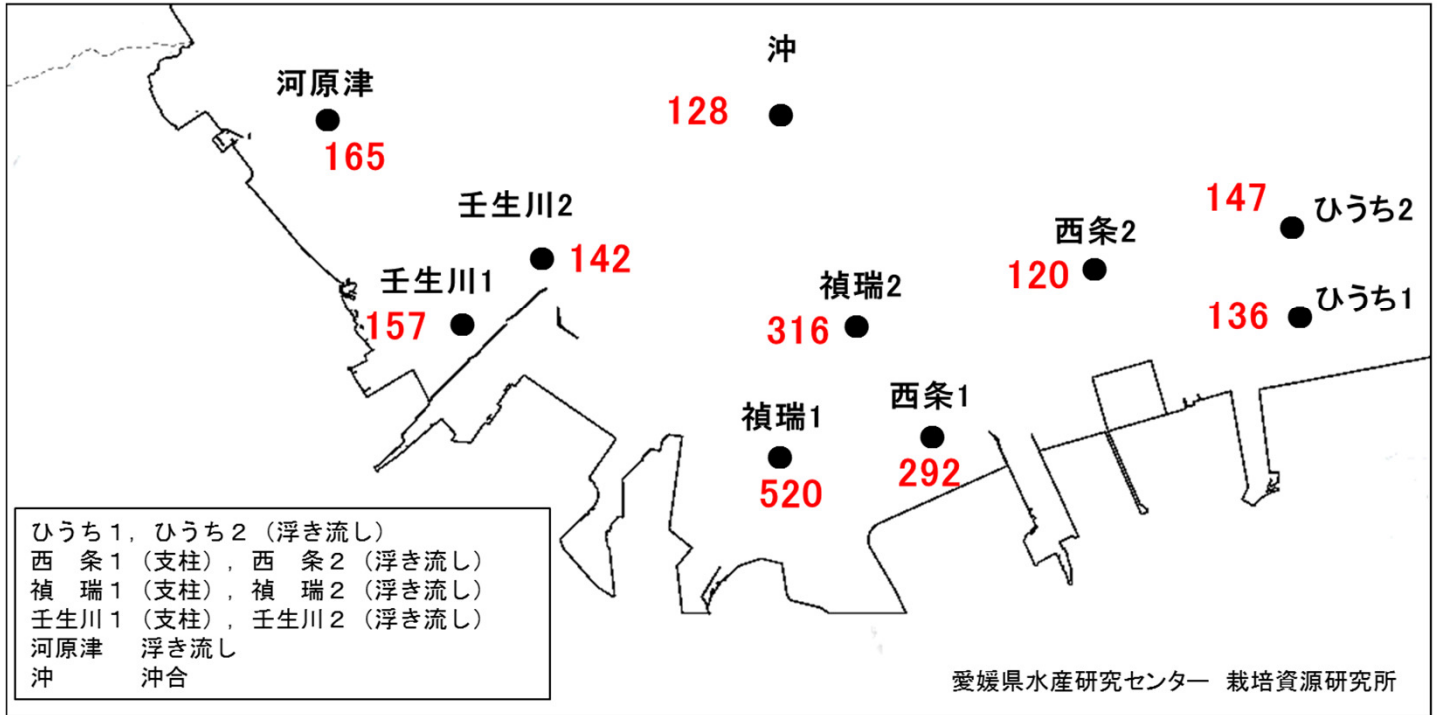 沖
河原津
128
165
壬生川2
147
ひうち2
142
西条2
120
壬生川1
禎瑞2
ひうち1
157
316
136
禎瑞1
西条1
520
292
ひうち１，ひうち２（浮き流し）
西　条１（支柱），西　条２（浮き流し）
禎　瑞１（支柱），禎　瑞２（浮き流し）
壬生川１（支柱），壬生川２（浮き流し）
河原津　　浮き流し
沖　　　　沖合
愛媛県水産研究センター　栽培資源研究所